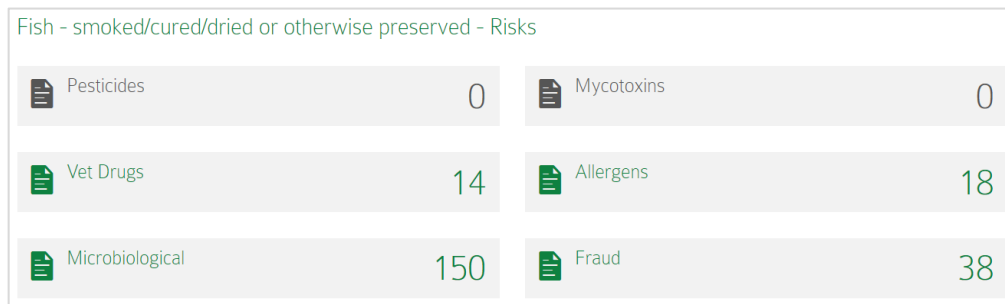 Fish - smoked/cured/dried or otherwise preserved - Risks
Pesticides
0
Mycotoxins
0
Vet Drugs
14
Allergens
18
Microbiological
150
Fraud
38